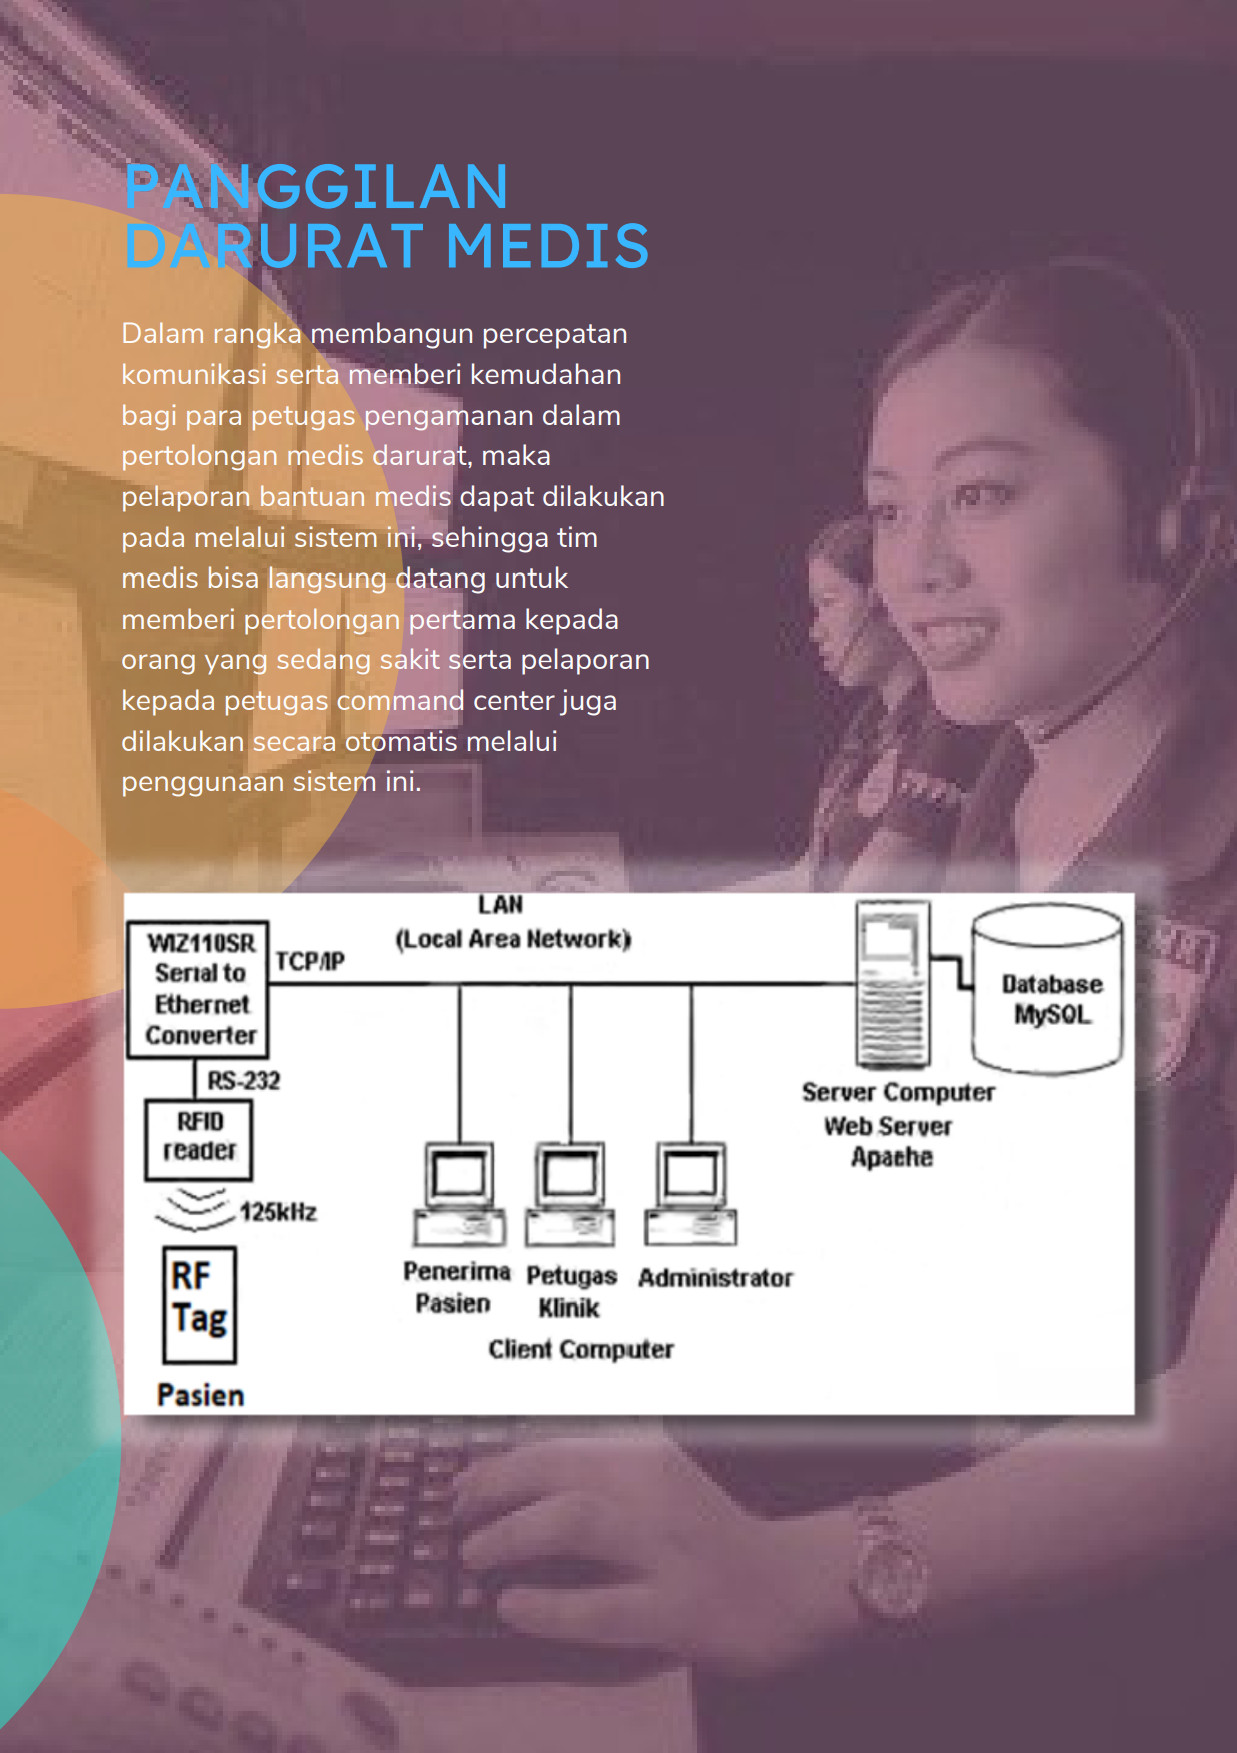 PANGGILAN
DARURAT MEDIS
Dalam rangka membangun percepatan
komunikasi serta memberi kemudahan
bagi para petugas pengamanan dalam
pertolongan medis darurat, maka
pelaporan bantuan medis dapat dilakukan
pada melalui sistem ini, sehingga tim
medis bisa langsung datang untuk
memberi pertolongan pertama kepada
orang yang sedang sakit serta pelaporan
kepada petugas command center juga
dilakukan secara otomatis melalui
penggunaan sistem ini.
LAN
(Local Area Network)
WIZ110SR
Serial to
Ethernet
Converter
TCP/IP
Database
MySQL
RS-232
RFID
reader
Server Computer
Web Server
Apache
125kHz
RF
Tag
Pasien
Penerima
Pasien
Petugas
Klinik
Administrator
Client Computer